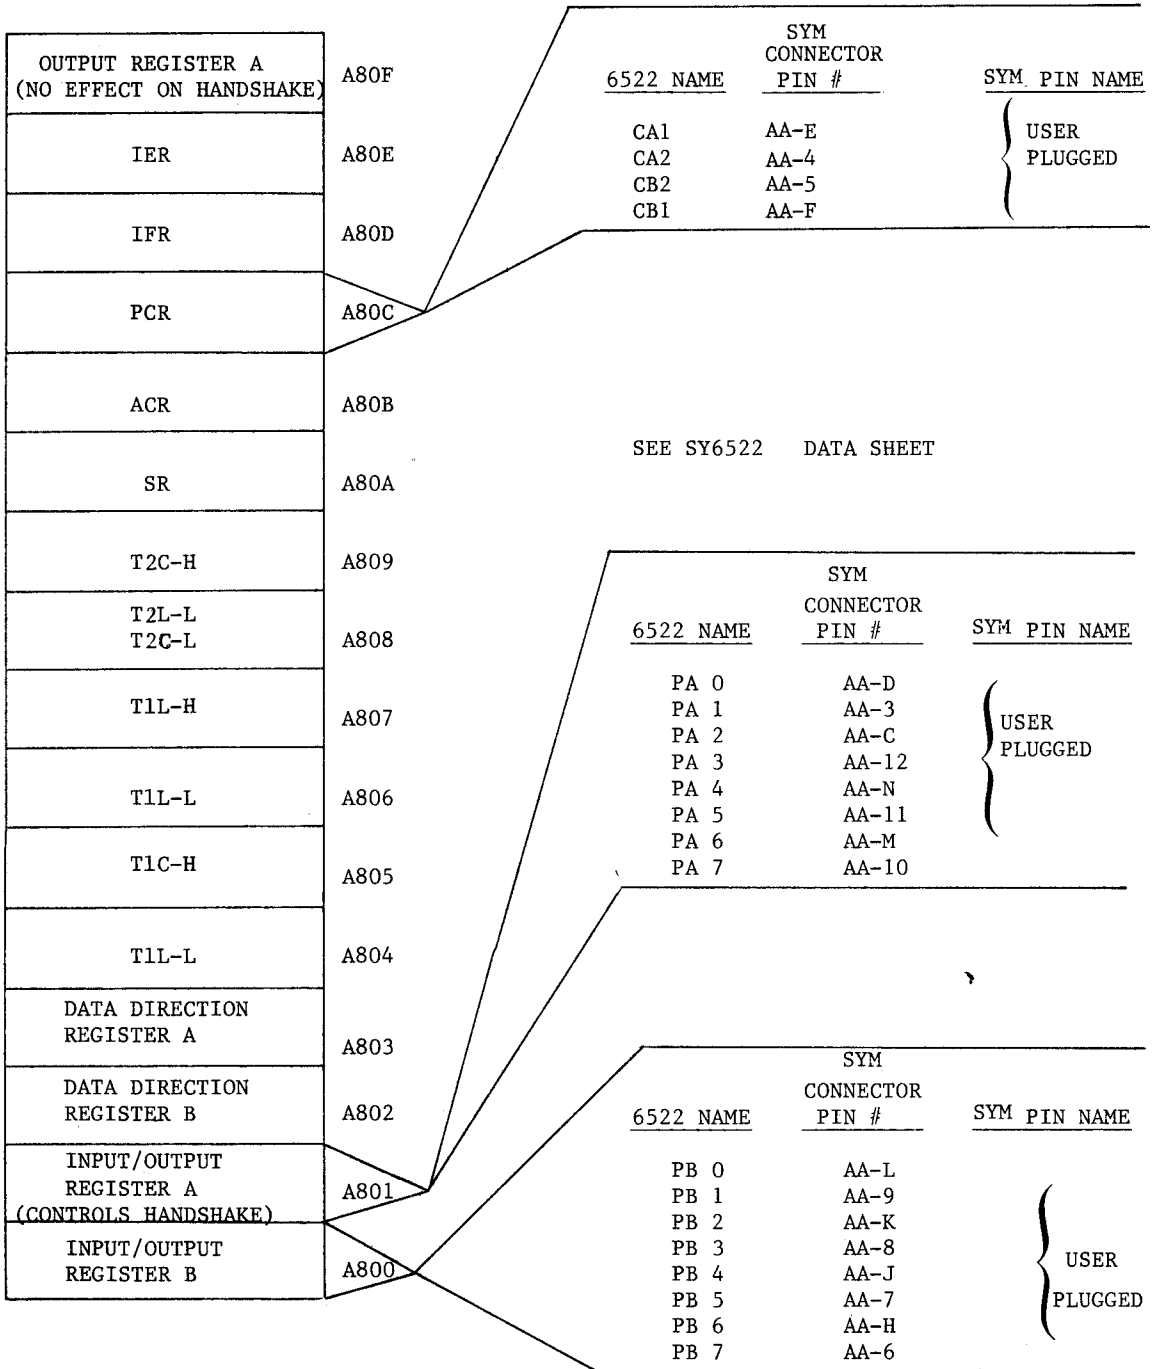 OUTPUT REGISTER A
(NO EFFECT ON HANDSHAKE)
A80F
IER
A80E
IFR
A80D
PCR
A80C
ACR
A80B
SR
A80A
T2C-H
A809
T2L-L
T2C-L
A808
T1L-H
A807
T1L-L
A806
T1C-H
A805
T1L-L
A804
DATA DIRECTION
REGISTER A
A803
DATA DIRECTION
REGISTER B
A802
INPUT/OUTPUT
REGISTER A
(CONTROLS HANDSHAKE)
A801
INPUT/OUTPUT
REGISTER B
A800
SYM
CONNECTOR
6522 NAME PIN # SYM PIN NAME
CA1 AA-E
CA2 AA-4
CB2 AA-5
CB1 AA-F
USER
PLUGGED
SEE SY6522 DATA SHEET
SYM
CONNECTOR
6522 NAME PIN # SYM PIN NAME
PA 0 AA-D
PA 1 AA-3
PA 2 AA-C
PA 3 AA-12
PA 4 AA-N
PA 5 AA-11
PA 6 AA-M
PA 7 AA-10
USER
PLUGGED
SYM
CONNECTOR
6522 NAME PIN # SYM PIN NAME
PB 0 AA-L
PB 1 AA-9
PB 2 AA-K
PB 3 AA-8
PB 4 AA-J
PB 5 AA-7
PB 6 AA-H
PB 7 AA-6
USER
PLUGGED